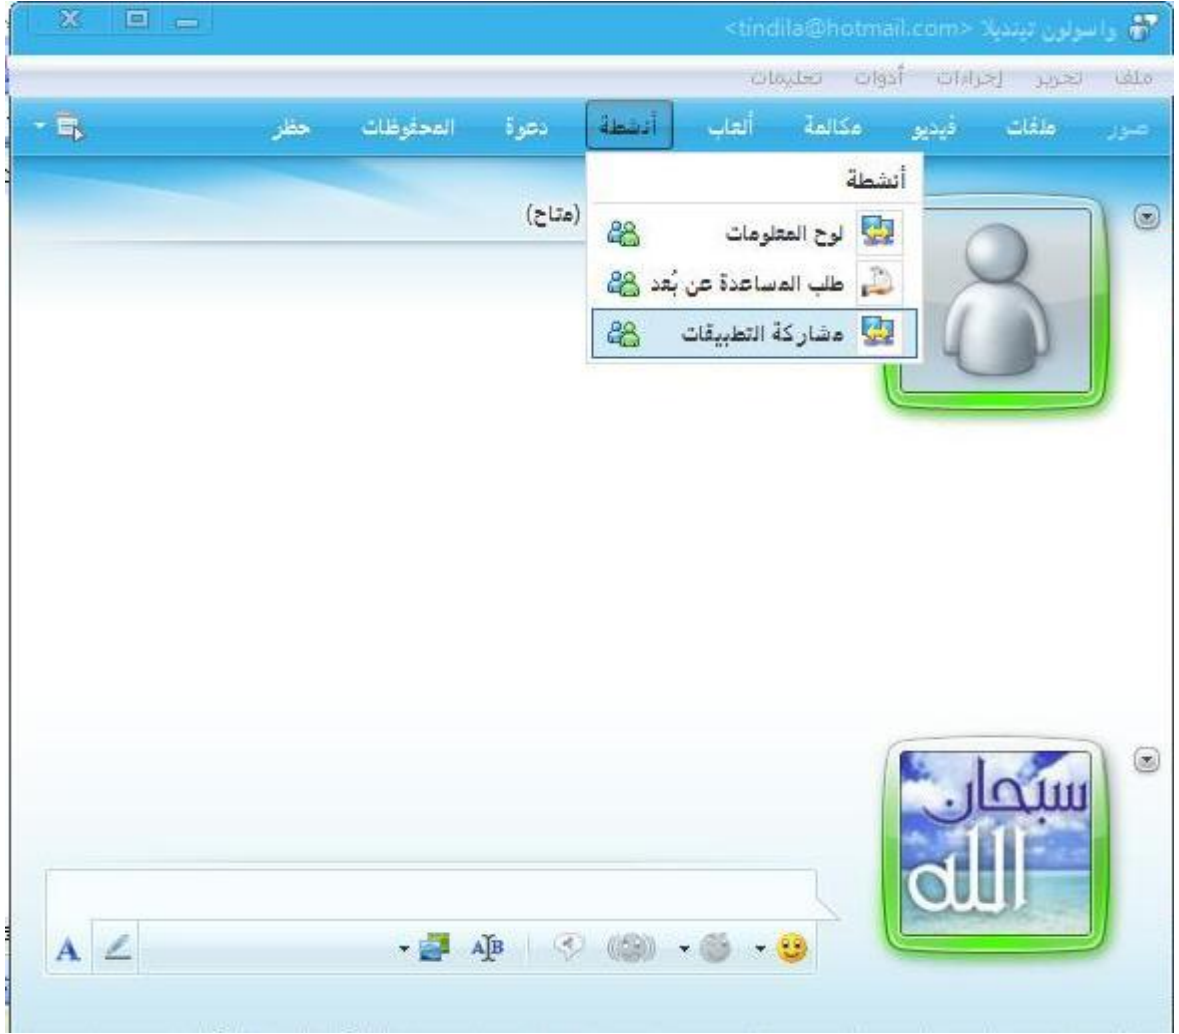 واسولون تينديلا <tindila@hotmail.com>
ملف تحرير إجراءات أدوات تعليمات
صور ملفات فيديو مكالمة ألعاب أنشطة دعوة المحفوظات حظر
أنشطة
(متاح)
لوح المعلومات
طلب المساعدة عن بُعد
مشاركة التطبيقات
سبحان
الله